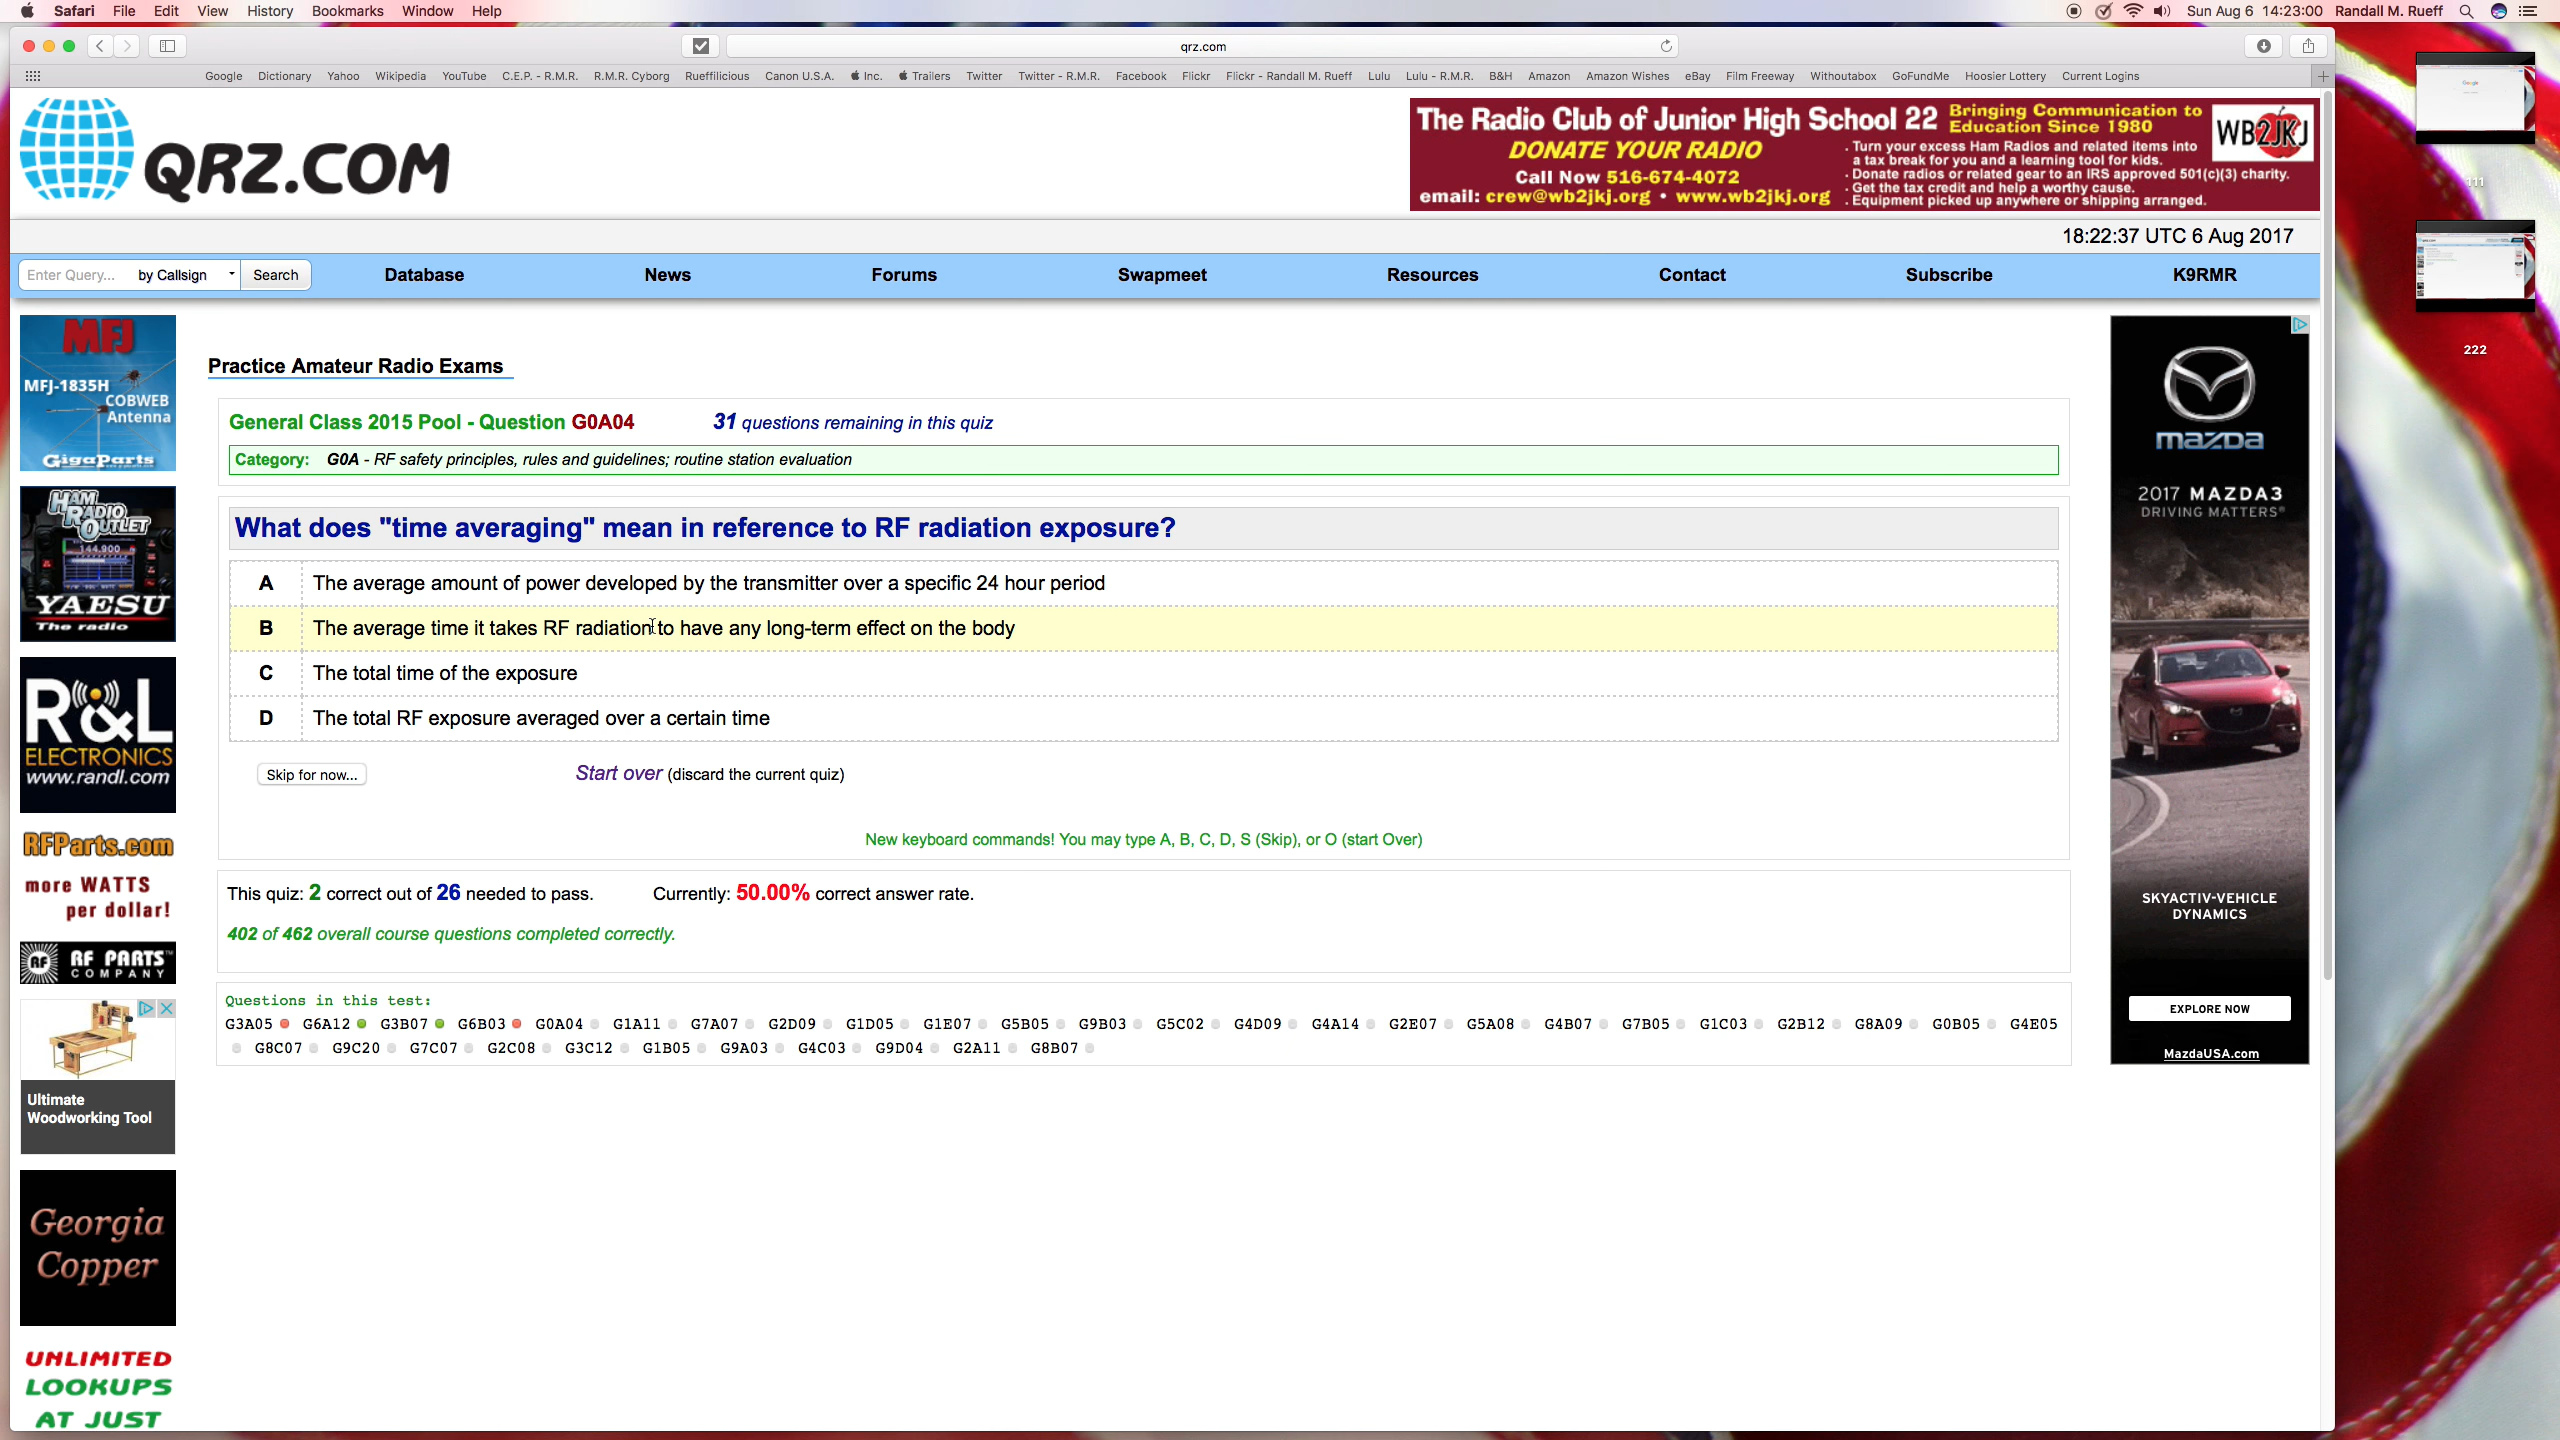 Safari File Edit View History Bookmarks Window Help
Sun Aug 6 14:23:00 Randall M. Rueff
qrz.com
Google Dictionary Yahoo Wikipedia YouTube C.E.P. - R.M.R. R.M.R. Cyborg Rueffilicious Canon U.S.A. Inc. Trailers Twitter Twitter - R.M.R. Facebook Flickr Flickr - Randall M. Rueff Lulu Lulu - R.M.R. B&H Amazon Amazon Wishes eBay Film Freeway Withoutabox GoFundMe Hoosier Lottery Current Logins
QRZ.COM
The Radio Club of Junior High School 22
Bringing Communication to
Education Since 1980
DONATE YOUR RADIO
Call Now 516-674-4072
email: crew@wb2jkj.org • www.wb2jkj.org
. Turn your excess Ham Radios and related items into
a tax break for you and a learning tool for kids.
. Donate radios or related gear to an IRS approved 501(c)(3) charity.
. Get the tax credit and help a worthy cause.
. Equipment picked up anywhere or shipping arranged.
WB2JKJ
18:22:37 UTC 6 Aug 2017
Enter Query... by Callsign Search Database News Forums Swapmeet Resources Contact Subscribe K9RMR
111
222
MFJ
MFJ-1835H
COBWEB
Antenna
GigaParts
HAM
RADIO
OUTLET
144.900
YAESU
The radio
R&L
ELECTRONICS
www.randl.com
RFParts.com
more WATTS
per dollar!
RF RF PARTS
COMPANY
Ultimate
Woodworking Tool
Georgia
Copper
UNLIMITED
LOOKUPS
AT JUST
Practice Amateur Radio Exams
General Class 2015 Pool - Question G0A04 31 questions remaining in this quiz
Category: G0A - RF safety principles, rules and guidelines; routine station evaluation
What does "time averaging" mean in reference to RF radiation exposure?
A The average amount of power developed by the transmitter over a specific 24 hour period
B The average time it takes RF radiation to have any long-term effect on the body
C The total time of the exposure
D The total RF exposure averaged over a certain time
Skip for now... Start over (discard the current quiz)
New keyboard commands! You may type A, B, C, D, S (Skip), or O (start Over)
This quiz: 2 correct out of 26 needed to pass. Currently: 50.00% correct answer rate.
402 of 462 overall course questions completed correctly.
Questions in this test:
G3A05 G6A12 G3B07 G6B03 G0A04 G1A11 G7A07 G2D09 G1D05 G1E07 G5B05 G9B03 G5C02 G4D09 G4A14 G2E07 G5A08 G4B07 G7B05 G1C03 G2B12 G8A09 G0B05 G4E05
G8C07 G9C20 G7C07 G2C08 G3C12 G1B05 G9A03 G4C03 G9D04 G2A11 G8B07
mazda
2017 MAZDA3
DRIVING MATTERS®
SKYACTIV-VEHICLE
DYNAMICS
EXPLORE NOW
MazdaUSA.com